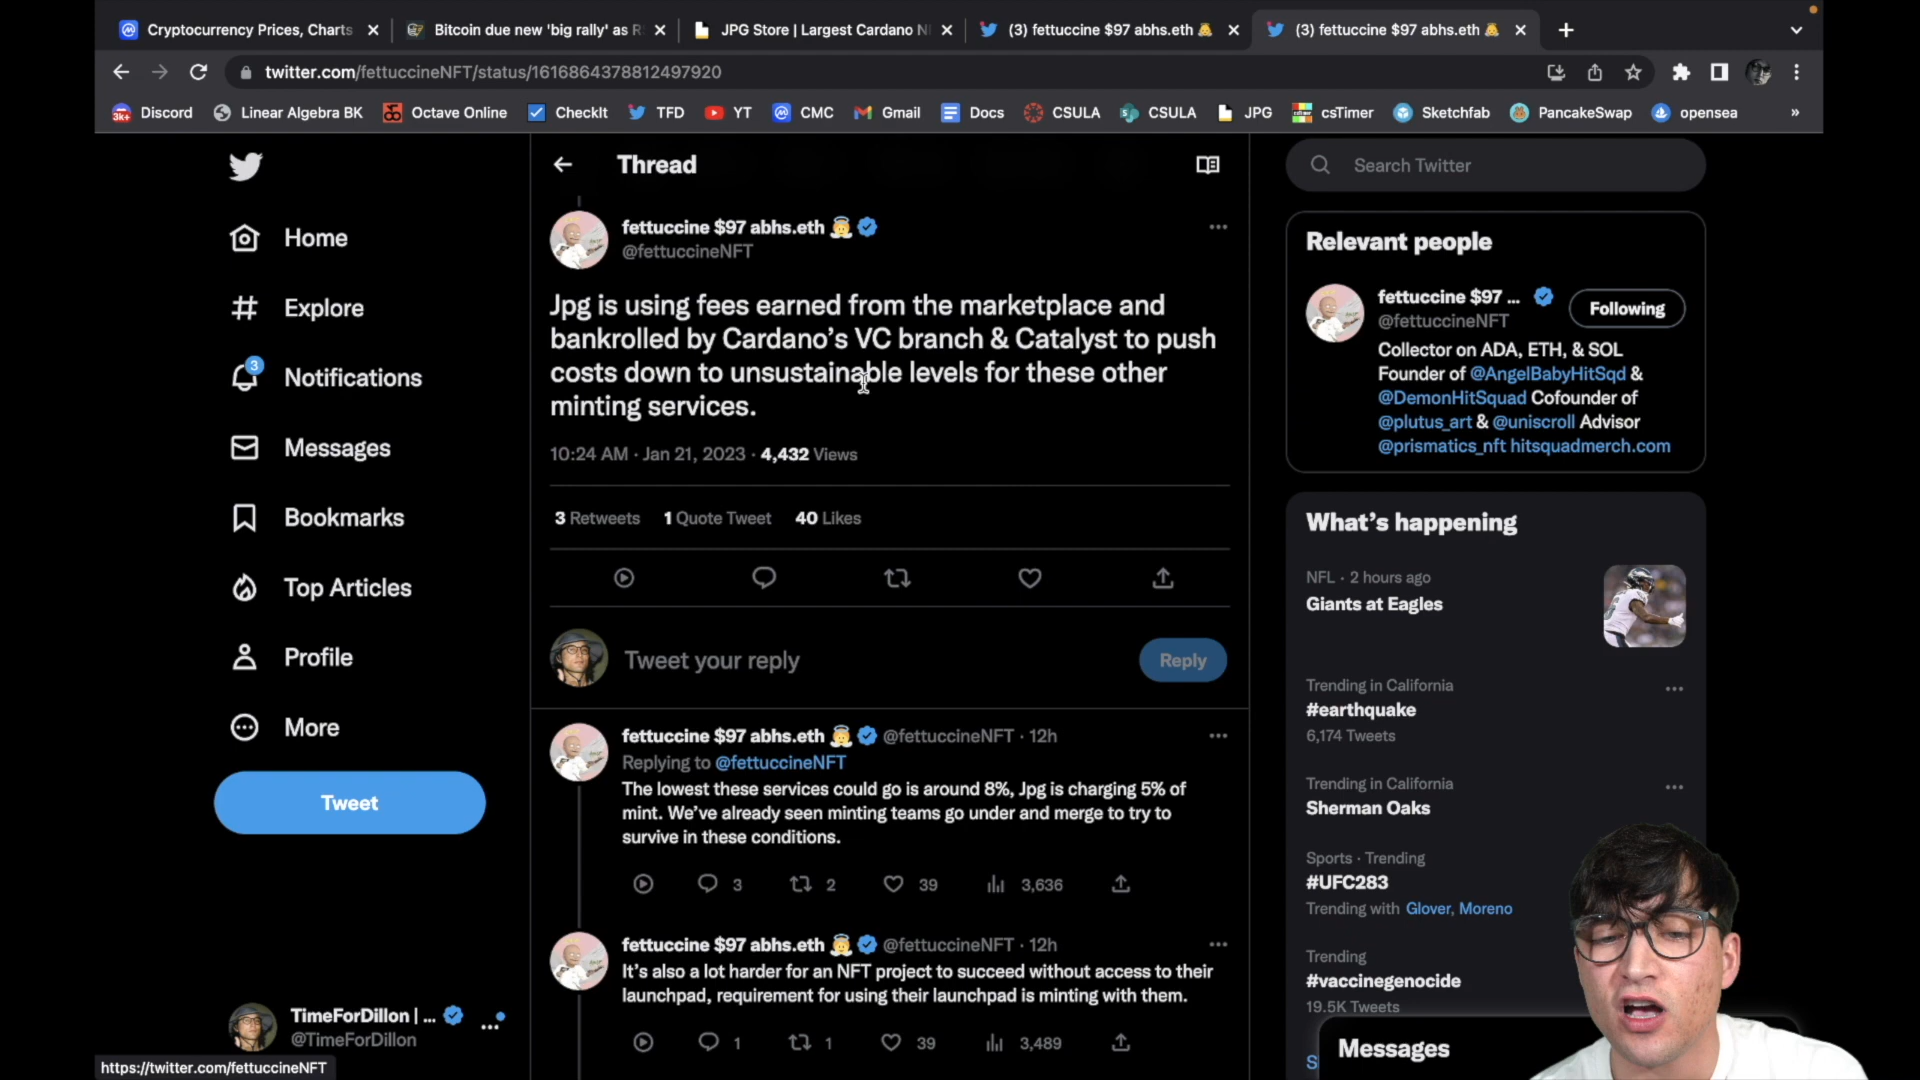 Cryptocurrency Prices, Charts
Bitcoin due new 'big rally' as R
JPG Store | Largest Cardano N
(3) fettuccine $97 abhs.eth
(3) fettuccine $97 abhs.eth
twitter.com/fettuccineNFT/status/1616864378812497920
3k+ Discord
Linear Algebra BK
Octave Online
CheckIt
TFD
YT
CMC
Gmail
Docs
CSULA
CSULA
JPG
csTimer
Sketchfab
PancakeSwap
opensea
»
Home
Explore
3
Notifications
Messages
Bookmarks
Top Articles
Profile
More
Tweet
TimeForDillon | ...
@TimeForDillon
https://twitter.com/fettuccineNFT
Thread
fettuccine $97 abhs.eth
@fettuccineNFT
Jpg is using fees earned from the marketplace and
bankrolled by Cardano's VC branch & Catalyst to push
costs down to unsustainable levels for these other
minting services.
10:24 AM · Jan 21, 2023 · 4,432 Views
3 Retweets 1 Quote Tweet 40 Likes
Tweet your reply
Reply
fettuccine $97 abhs.eth @fettuccineNFT · 12h
Replying to @fettuccineNFT
The lowest these services could go is around 8%, Jpg is charging 5% of
mint. We've already seen minting teams go under and merge to try to
survive in these conditions.
3 2 39 3,636
fettuccine $97 abhs.eth @fettuccineNFT · 12h
It's also a lot harder for an NFT project to succeed without access to their
launchpad, requirement for using their launchpad is minting with them.
1 1 39 3,489
Search Twitter
Relevant people
fettuccine $97 ...
@fettuccineNFT
Following
Collector on ADA, ETH, & SOL
Founder of @AngelBabyHitSqd &
@DemonHitSquad Cofounder of
@plutus_art & @uniscroll Advisor
@prismatics_nft hitsquadmerch.com
What's happening
NFL · 2 hours ago
Giants at Eagles
Trending in California
#earthquake
6,174 Tweets
Trending in California
Sherman Oaks
Sports · Trending
#UFC283
Trending with Glover, Moreno
Trending
#vaccinegenocide
19.5K Tweets
S
Messages